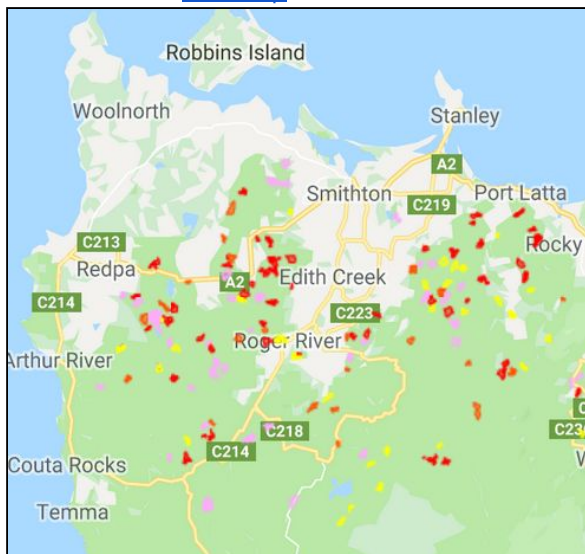 Robbins Island
Woolnorth
Stanley
A2
Smithton
Port Latta
C219
C213
Rocky
Redpa
A2
Edith Creek
C214
C223
Roger River
Arthur River
C218
C214
Couta Rocks
Temma